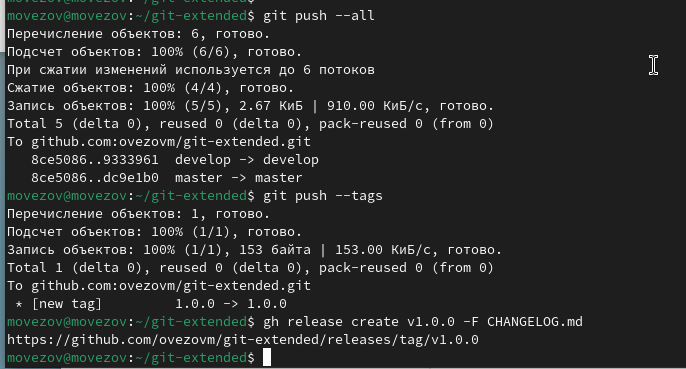 movezov@movezov:~/git-extended$ git push --all
Перечисление объектов: 6, готово.
Подсчет объектов: 100% (6/6), готово.
При сжатии изменений используется до 6 потоков
Сжатие объектов: 100% (4/4), готово.
Запись объектов: 100% (5/5), 2.67 КиБ | 910.00 КиБ/с, готово.
Total 5 (delta 0), reused 0 (delta 0), pack-reused 0 (from 0)
To github.com:ovezovm/git-extended.git
   8ce5086..9333961  develop -> develop
   8ce5086..dc9e1b0  master -> master
movezov@movezov:~/git-extended$ git push --tags
Перечисление объектов: 1, готово.
Подсчет объектов: 100% (1/1), готово.
Запись объектов: 100% (1/1), 153 байта | 153.00 КиБ/с, готово.
Total 1 (delta 0), reused 0 (delta 0), pack-reused 0 (from 0)
To github.com:ovezovm/git-extended.git
 * [new tag]         1.0.0 -> 1.0.0
movezov@movezov:~/git-extended$ gh release create v1.0.0 -F CHANGELOG.md
https://github.com/ovezovm/git-extended/releases/tag/v1.0.0
movezov@movezov:~/git-extended$